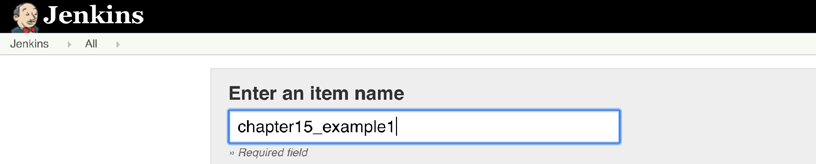 Jenkins
Jenkins All
Enter an item name
chapter15_example1
» Required field